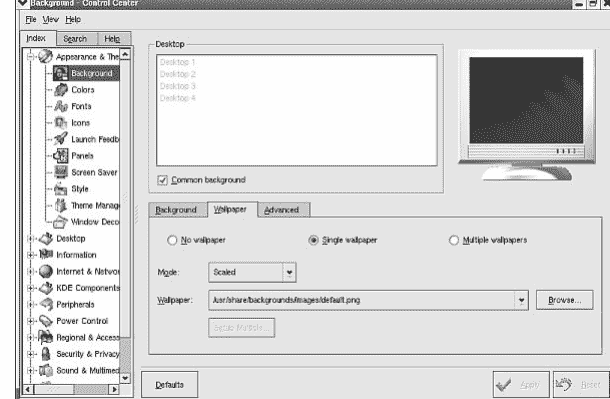 Background - Control Center
File View Help
Index Search Help
Appearance & The
Background
Colors
Fonts
Icons
Launch Feedb
Panels
Screen Saver
Style
Theme Manag
Window Deco
Desktop
Information
Internet & Networ
KDE Components
Peripherals
Power Control
Regional & Access
Security & Privacy
Sound & Multimed
Desktop
Desktop 1
Desktop 2
Desktop 3
Desktop 4
Common background
Background Wallpaper Advanced
No wallpaper Single wallpaper Multiple wallpapers
Mode: Scaled
Wallpaper: /usr/share/backgrounds/images/default.png Browse...
Setup Multiple...
Defaults Apply Reset